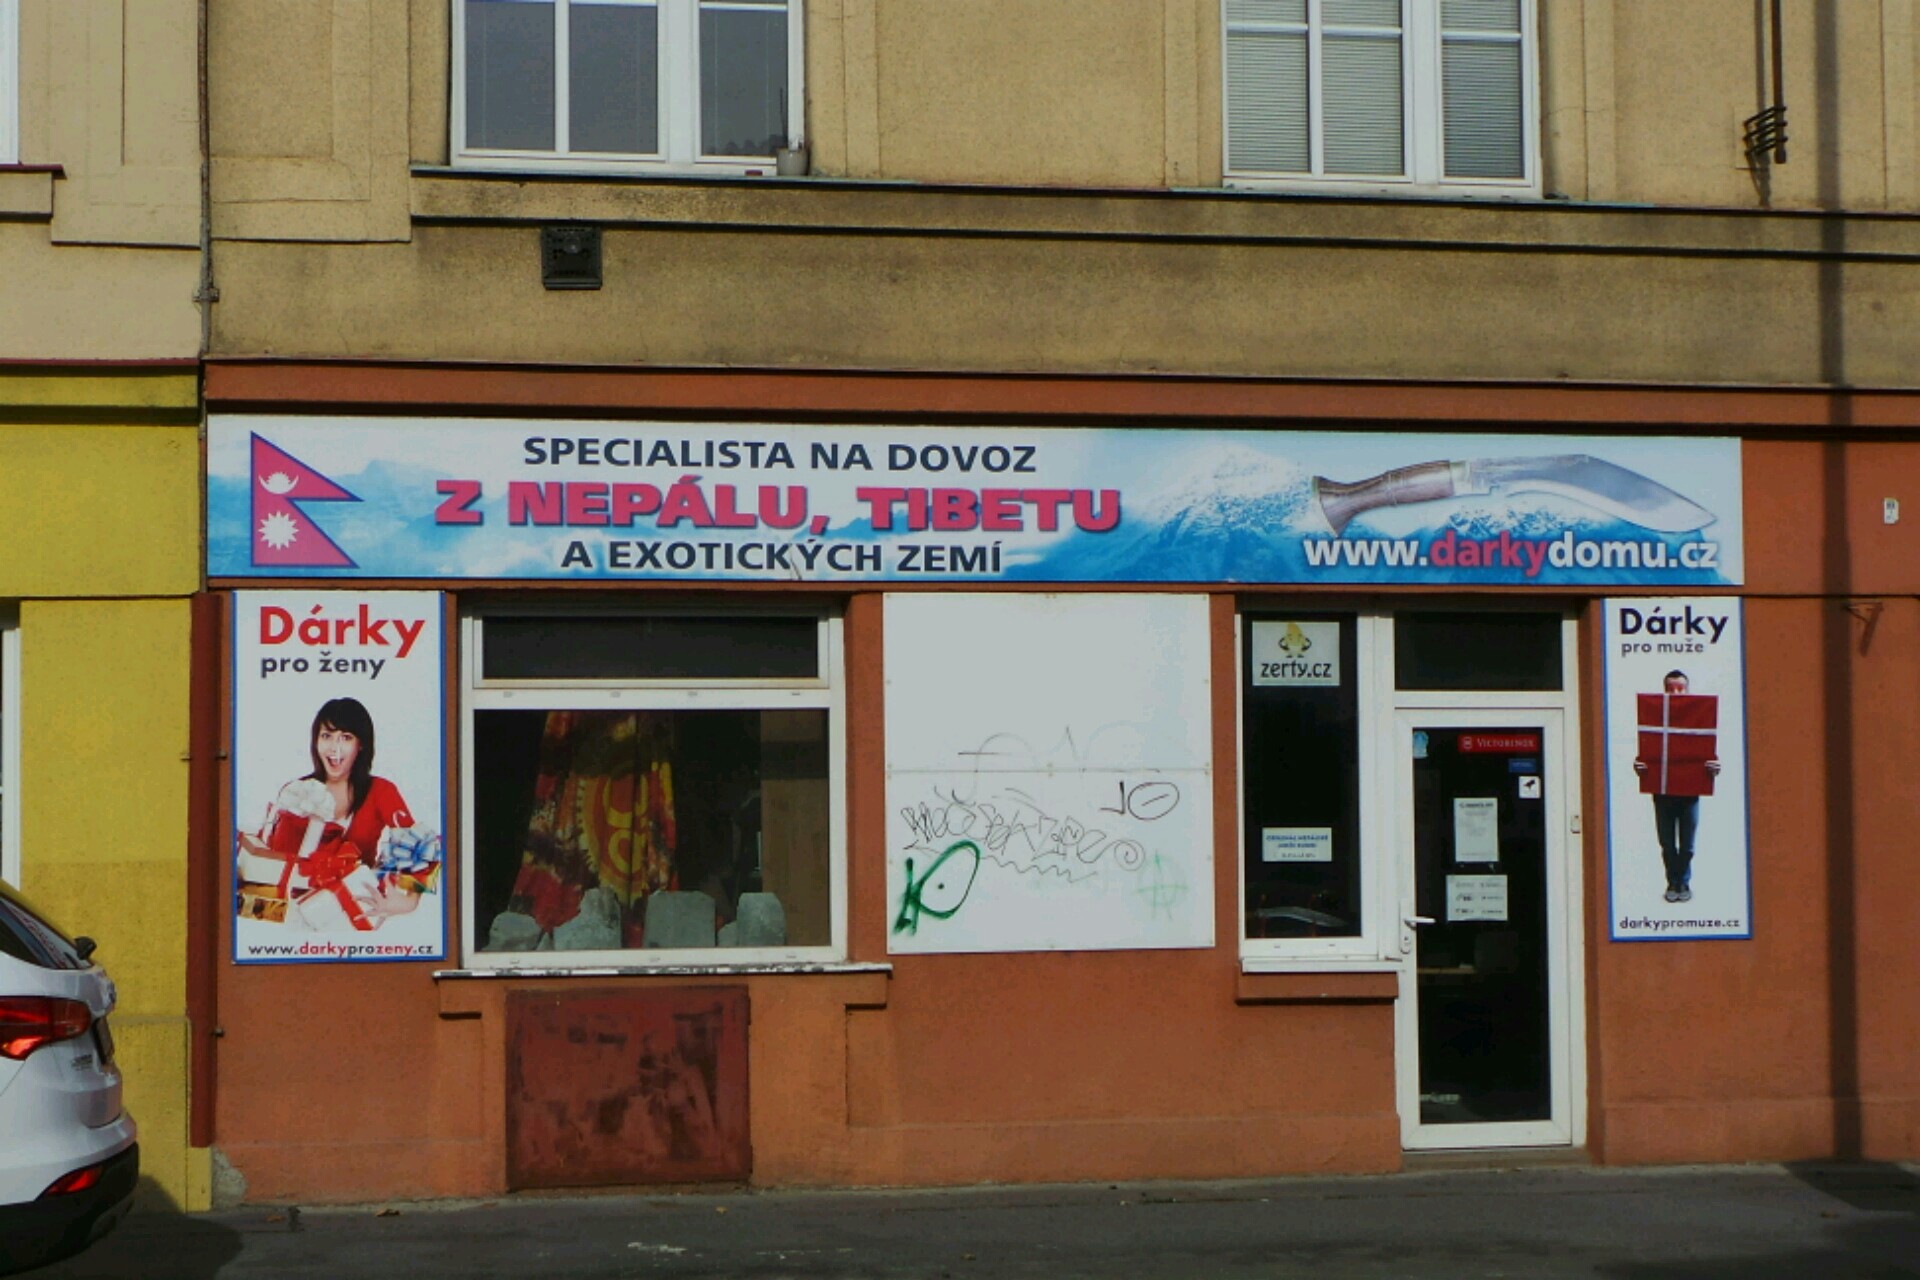 SPECIALISTA NA DOVOZ
Z NEPÁLU, TIBETU
A EXOTICKÝCH ZEMÍ
www.darkydomu.cz
Dárky
pro ženy
www.darkyprozeny.cz
zerty.cz
VICTORINOX
Dárky
pro muže
darkypromuze.cz